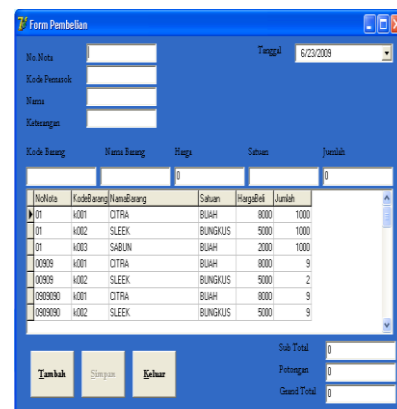 Form Pembelian
No.Nota Tanggal 6/23/2009
Kode Pemasok
Nama
Keterangan
Kode Barang Nama Barang Harga Satuan Jumlah
0 0
NoNota KodeBarang NamaBarang Satuan HargaBeli Jumlah
01 k001 CITRA BUAH 8000 1000
01 k002 SLEEK BUNGKUS 5000 1000
01 k003 SABUN BUAH 2000 1000
00909 k001 CITRA BUAH 8000 9
00909 k002 SLEEK BUNGKUS 5000 2
0909090 k001 CITRA BUAH 8000 9
0909090 k002 SLEEK BUNGKUS 5000 9
Sub Total 0
Tambah Simpan Keluar Potongan 0
Grand Total 0